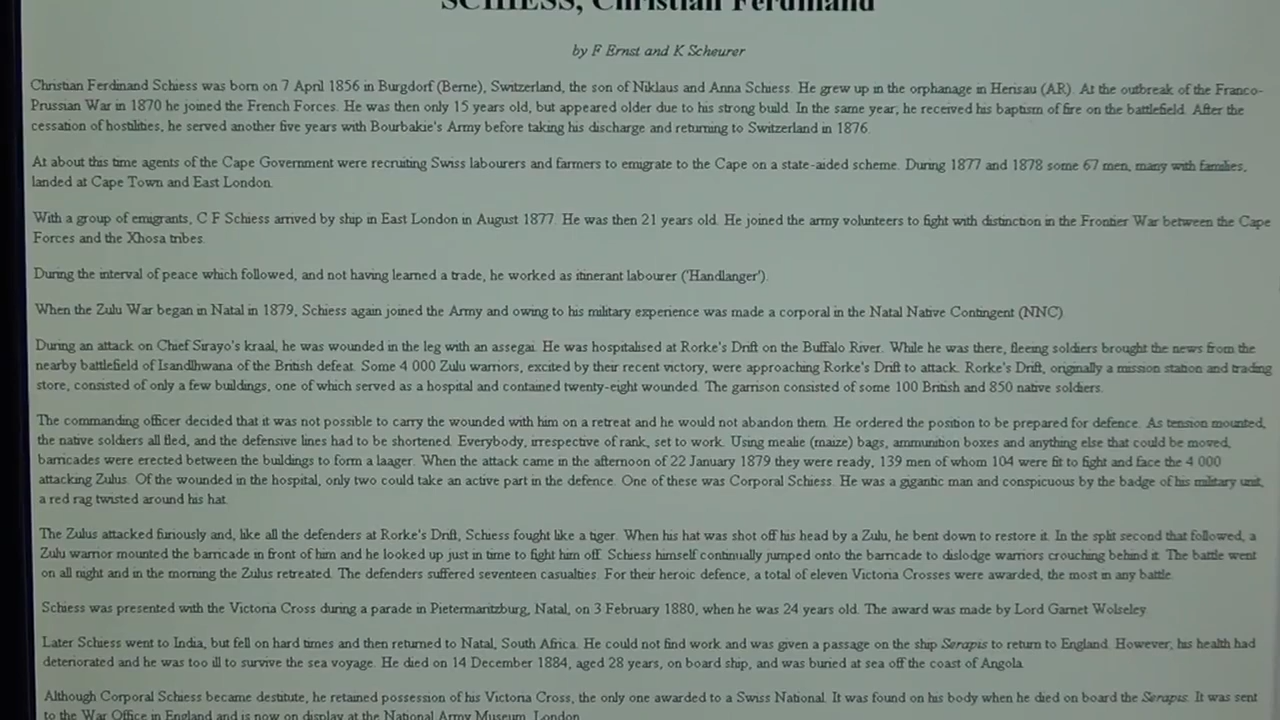 SCHIESS, Christian Ferdinand
by F Ernst and K Scheurer
Christian Ferdinand Schiess was born on 7 April 1856 in Burgdorf (Berne), Switzerland, the son of Niklaus and Anna Schiess. He grew up in the orphanage in Herisau (AR). At the outbreak of the Franco-
Prussian War in 1870 he joined the French Forces. He was then only 15 years old, but appeared older due to his strong build. In the same year, he received his baptism of fire on the battlefield. After the
cessation of hostilities, he served another five years with Bourbakie's Army before taking his discharge and returning to Switzerland in 1876.
At about this time agents of the Cape Government were recruiting Swiss labourers and farmers to emigrate to the Cape on a state-aided scheme. During 1877 and 1878 some 67 men, many with families,
landed at Cape Town and East London.
With a group of emigrants, C F Schiess arrived by ship in East London in August 1877. He was then 21 years old. He joined the army volunteers to fight with distinction in the Frontier War between the Cape
Forces and the Xhosa tribes.
During the interval of peace which followed, and not having learned a trade, he worked as itinerant labourer ('Handlanger').
When the Zulu War began in Natal in 1879, Schiess again joined the Army and owing to his military experience was made a corporal in the Natal Native Contingent (NNC).
During an attack on Chief Sirayo's kraal, he was wounded in the leg with an assegai. He was hospitalised at Rorke's Drift on the Buffalo River. While he was there, fleeing soldiers brought the news from the
nearby battlefield of Isandlhwana of the British defeat. Some 4 000 Zulu warriors, excited by their recent victory, were approaching Rorke's Drift to attack. Rorke's Drift, originally a mission station and trading
store, consisted of only a few buildings, one of which served as a hospital and contained twenty-eight wounded. The garrison consisted of some 100 British and 850 native soldiers.
The commanding officer decided that it was not possible to carry the wounded with him on a retreat and he would not abandon them. He ordered the position to be prepared for defence. As tension mounted,
the native soldiers all fled, and the defensive lines had to be shortened. Everybody, irrespective of rank, set to work. Using mealie (maize) bags, ammunition boxes and anything else that could be moved,
barricades were erected between the buildings to form a laager. When the attack came in the afternoon of 22 January 1879 they were ready, 139 men of whom 104 were fit to fight and face the 4 000
attacking Zulus. Of the wounded in the hospital, only two could take an active part in the defence. One of these was Corporal Schiess. He was a gigantic man and conspicuous by the badge of his military unit,
a red rag twisted around his hat.
The Zulus attacked furiously and, like all the defenders at Rorke's Drift, Schiess fought like a tiger. When his hat was shot off his head by a Zulu, he bent down to restore it. In the split second that followed, a
Zulu warrior mounted the barricade in front of him and he looked up just in time to fight him off. Schiess himself continually jumped onto the barricade to dislodge warriors crouching behind it. The battle went
on all night and in the morning the Zulus retreated. The defenders suffered seventeen casualties. For their heroic defence, a total of eleven Victoria Crosses were awarded, the most in any battle.
Schiess was presented with the Victoria Cross during a parade in Pietermaritzburg, Natal, on 3 February 1880, when he was 24 years old. The award was made by Lord Garnet Wolseley.
Later Schiess went to India, but fell on hard times and then returned to Natal, South Africa. He could not find work and was given a passage on the ship Serapis to return to England. However, his health had
deteriorated and he was too ill to survive the sea voyage. He died on 14 December 1884, aged 28 years, on board ship, and was buried at sea off the coast of Angola.
Although Corporal Schiess became destitute, he retained possession of his Victoria Cross, the only one awarded to a Swiss National. It was found on his body when he died on board the Serapis. It was sent
to the War Office in England and is now on display at the National Army Museum, London.